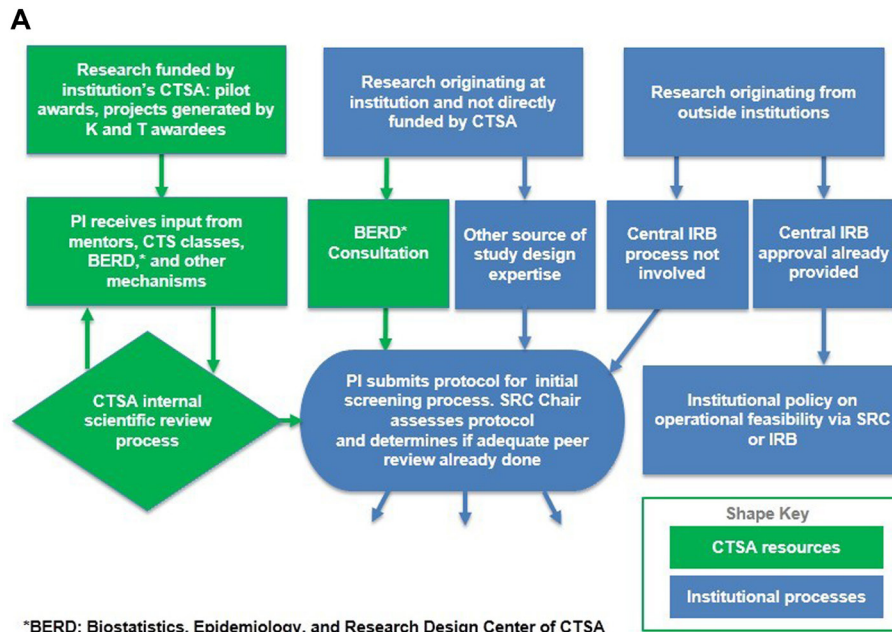 A
Research funded by
institution's CTSA: pilot
awards, projects generated by
K and T awardees
Research originating at
institution and not directly
funded by CTSA
Research originating from
outside institutions
PI receives input from
mentors, CTS classes,
BERD,* and other
mechanisms
BERD*
Consultation
Other source of
study design
expertise
Central IRB
process not
involved
Central IRB
approval already
provided
CTSA internal
scientific review
process
PI submits protocol for initial
screening process. SRC Chair
assesses protocol
and determines if adequate peer
review already done
Institutional policy on
operational feasibility via SRC
or IRB
Shape Key
CTSA resources
Institutional processes
*BERD: Biostatistics, Epidemiology, and Research Design Center of CTSA